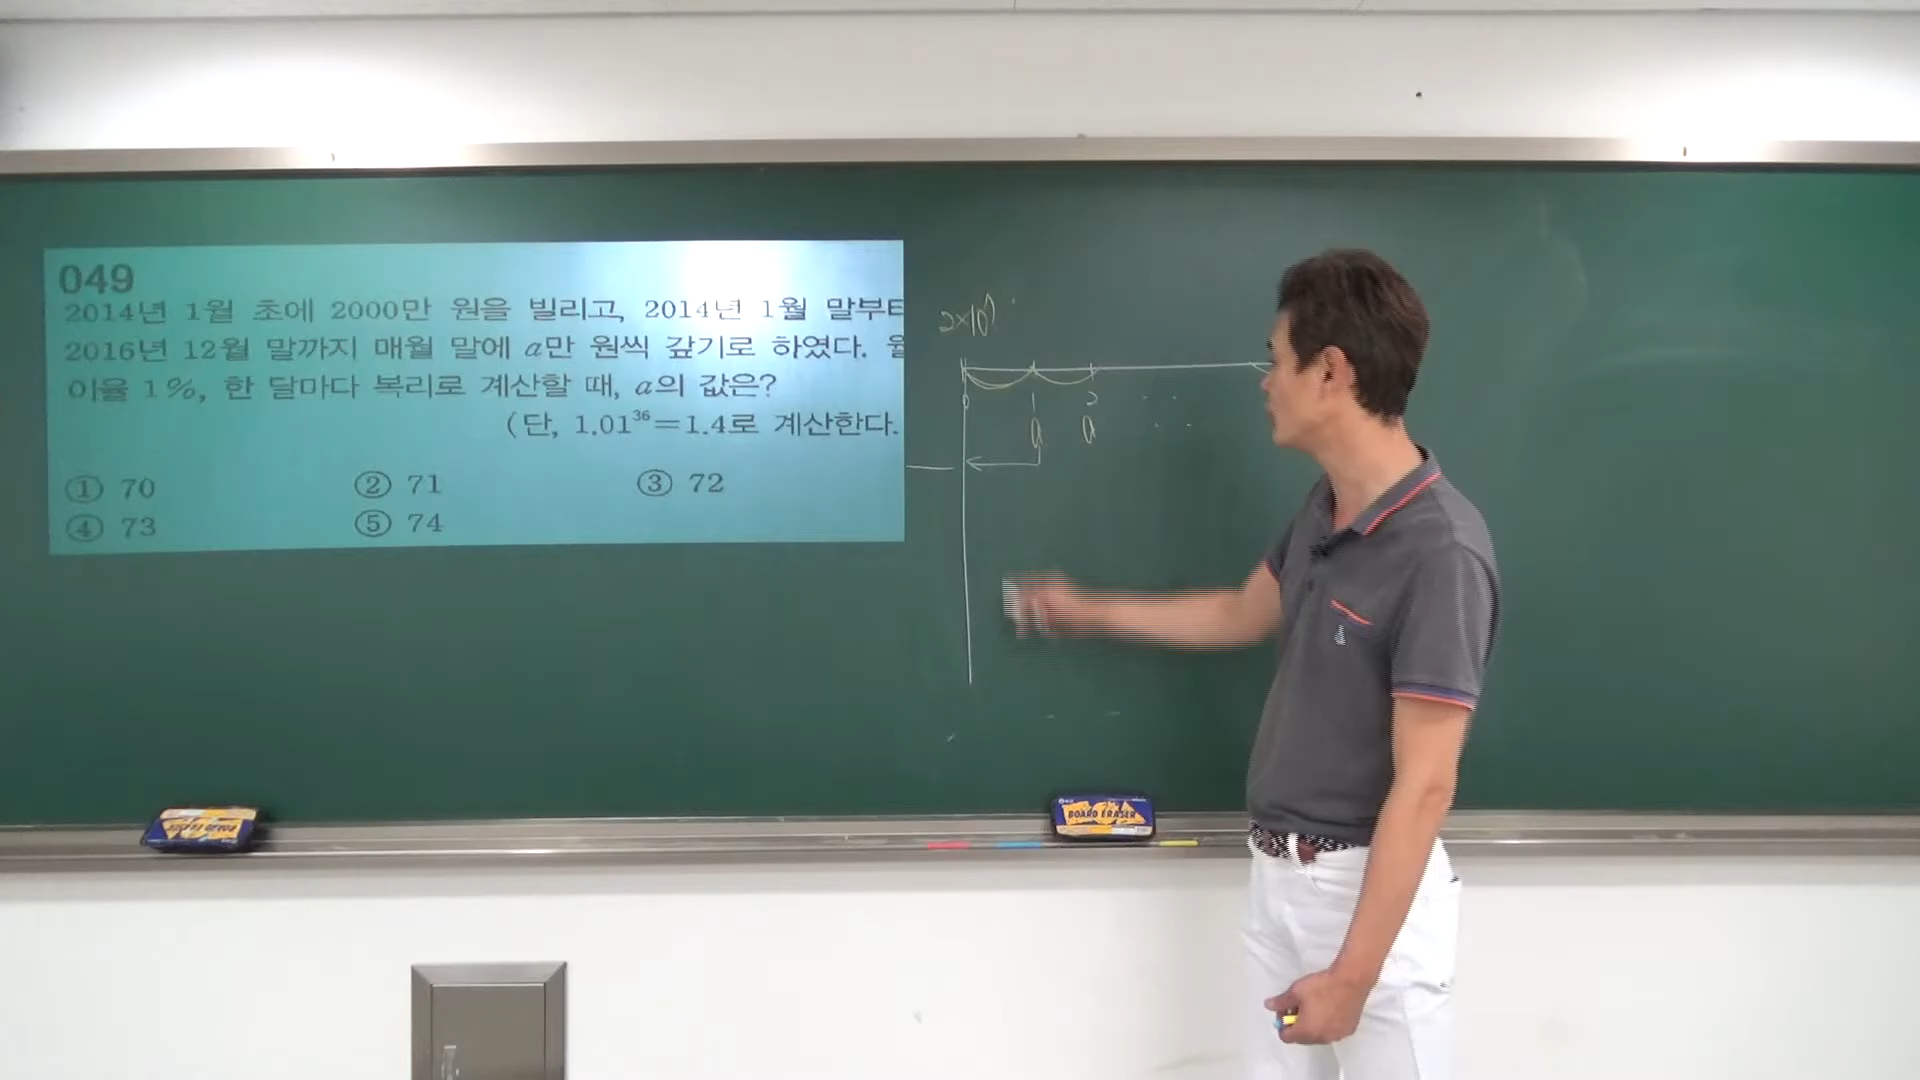 049
2014년 1월 초에 2000만 원을 빌리고, 2014년 1월 말부터
2016년 12월 말까지 매월 말에 a만 원씩 갚기로 하였다. 월
이율 1%, 한 달마다 복리로 계산할 때, a의 값은?
(단, 1.01³⁶=1.4로 계산한다.
① 70 ② 71 ③ 72
④ 73 ⑤ 74
2×10⁷
0 1 2 ...
a a ...
BOARD ERASER
BOARD ERASER